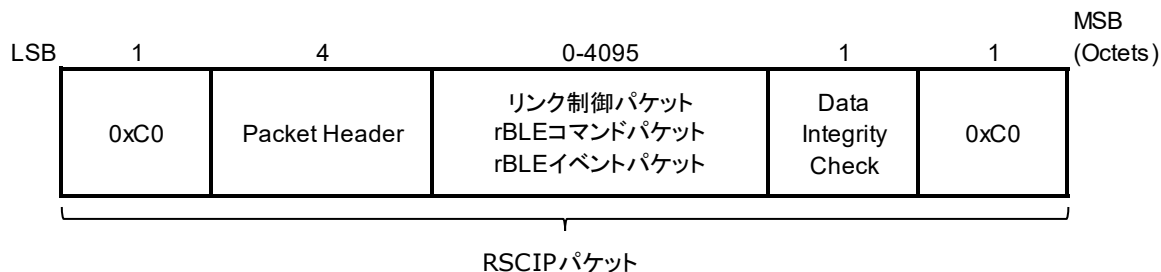 MSB
LSB 1 4 0-4095 1 1 (Octets)
0xC0
Packet Header
リンク制御パケット
rBLEコマンドパケット
rBLEイベントパケット
Data
Integrity
Check
0xC0
RSCIPパケット